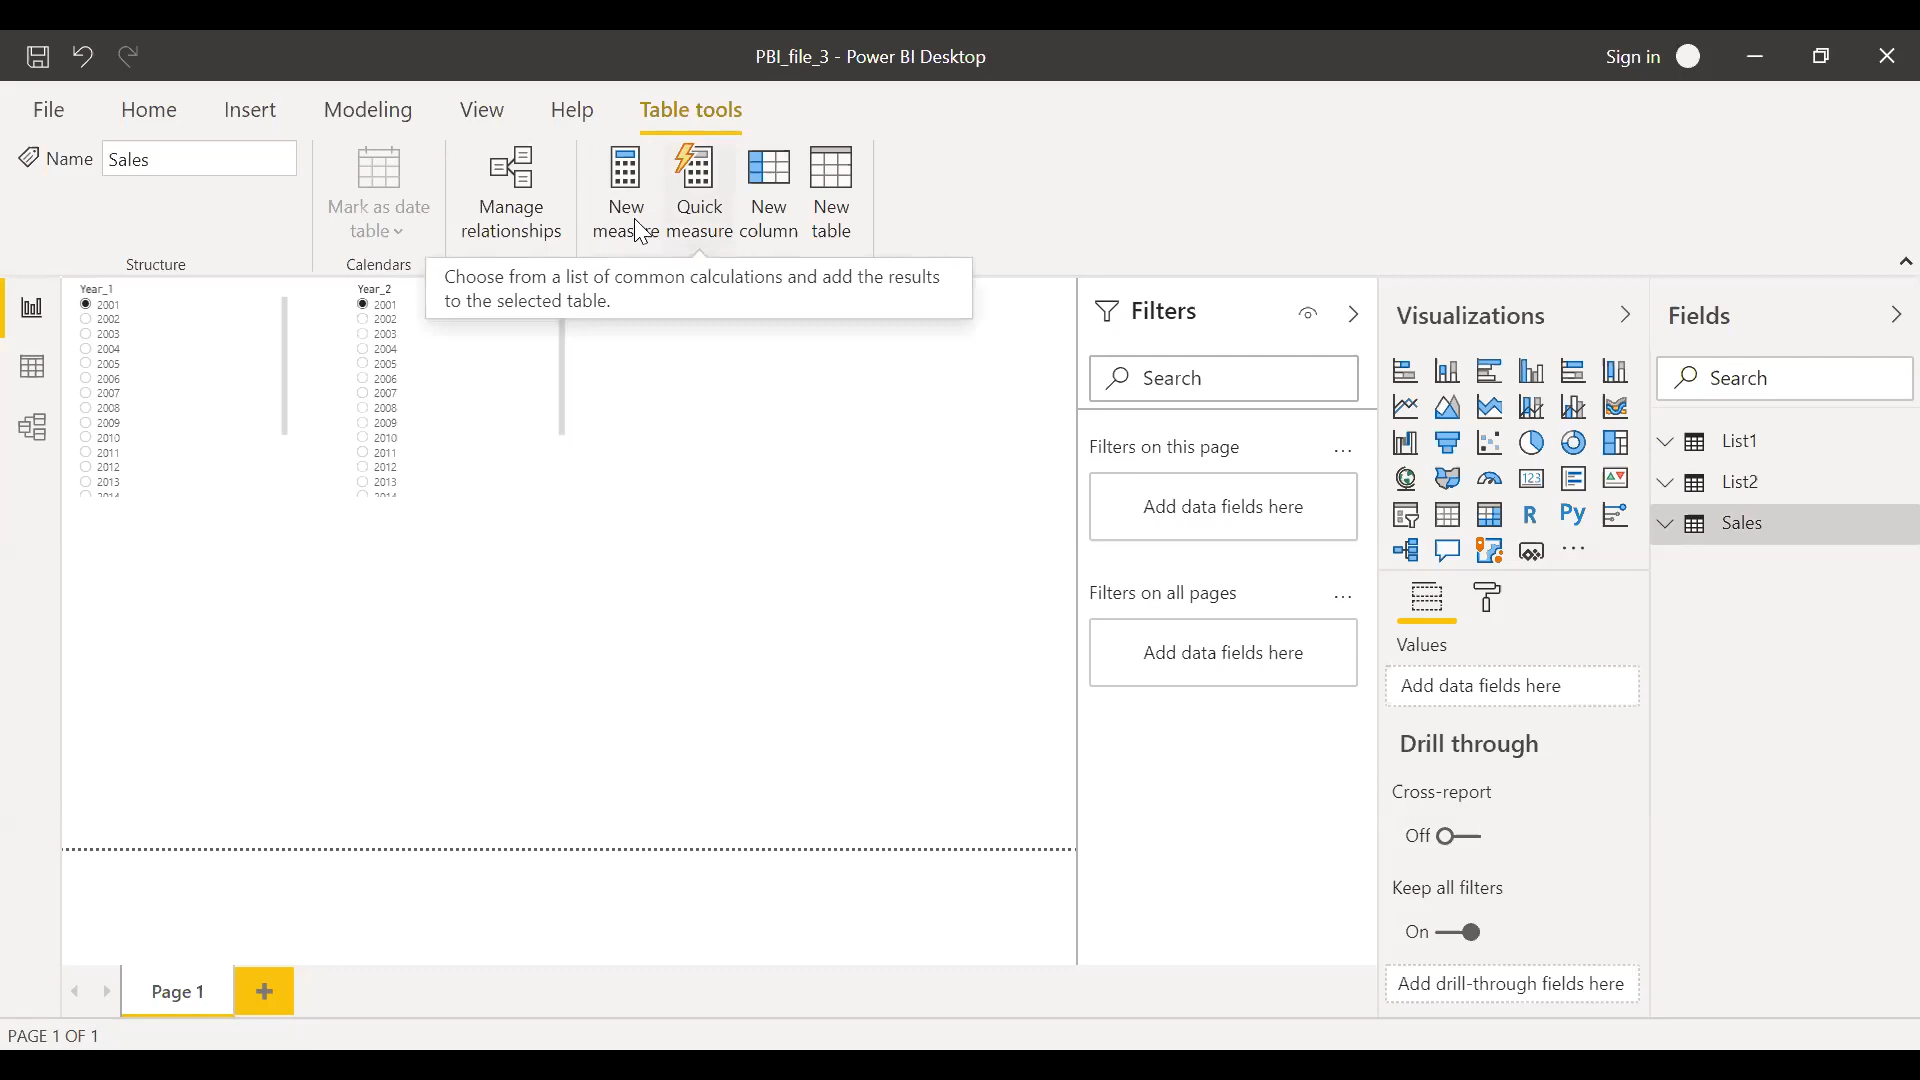 PBI_file_3 - Power BI Desktop
Sign in
File
Home
Insert
Modeling
View
Help
Table tools
Name
Sales
Mark as date
table
Manage
relationships
New
measure
Quick
measure
New
column
New
table
Structure
Calendars
Choose from a list of common calculations and add the results
to the selected table.
Year_1
2001
2002
2003
2004
2005
2006
2007
2008
2009
2010
2011
2012
2013
2014
Year_2
2001
2002
2003
2004
2005
2006
2007
2008
2009
2010
2011
2012
2013
2014
Filters
Search
Filters on this page
...
Add data fields here
Filters on all pages
...
Add data fields here
Visualizations
123
R
Py
...
Values
Add data fields here
Drill through
Cross-report
Off
Keep all filters
On
Add drill-through fields here
Fields
Search
List1
List2
Sales
Page 1
PAGE 1 OF 1